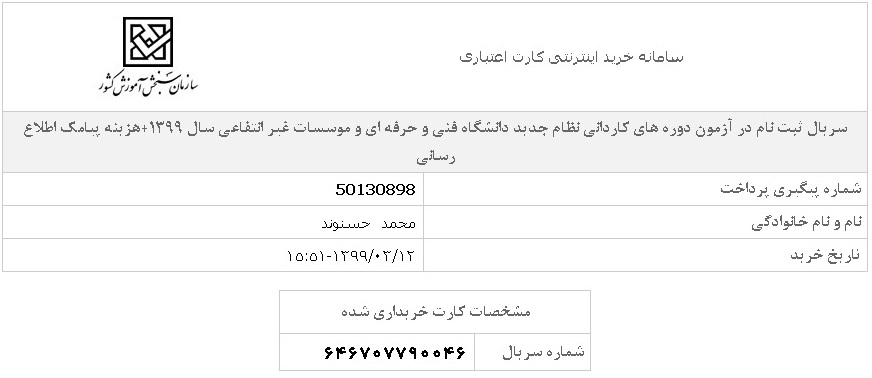 سازمان سنجش آموزش کشور
سامانه خرید اینترنتی کارت اعتباری
سریال ثبت نام در آزمون دوره های کاردانی نظام جدید دانشگاه فنی و حرفه ای و موسسات غیر انتفاعی سال ۱۳۹۹+هزینه پیامک اطلاع
رسانی
شماره پیگیری پرداخت 50130898
نام و نام خانوادگی محمد حسنوند
تاریخ خرید ۱۳۹۹/۰۳/۱۲-۱۵:۵۱
مشخصات کارت خریداری شده
شماره سریال ۶۴۶۷۰۷۷۹۰۰۴۶